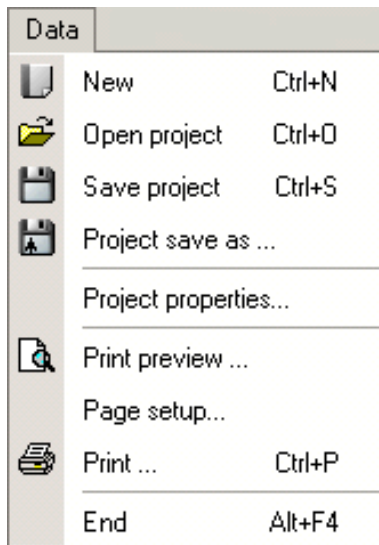 Data
New Ctrl+N
Open project Ctrl+O
Save project Ctrl+S
Project save as ...
Project properties...
Print preview ...
Page setup...
Print ... Ctrl+P
End Alt+F4